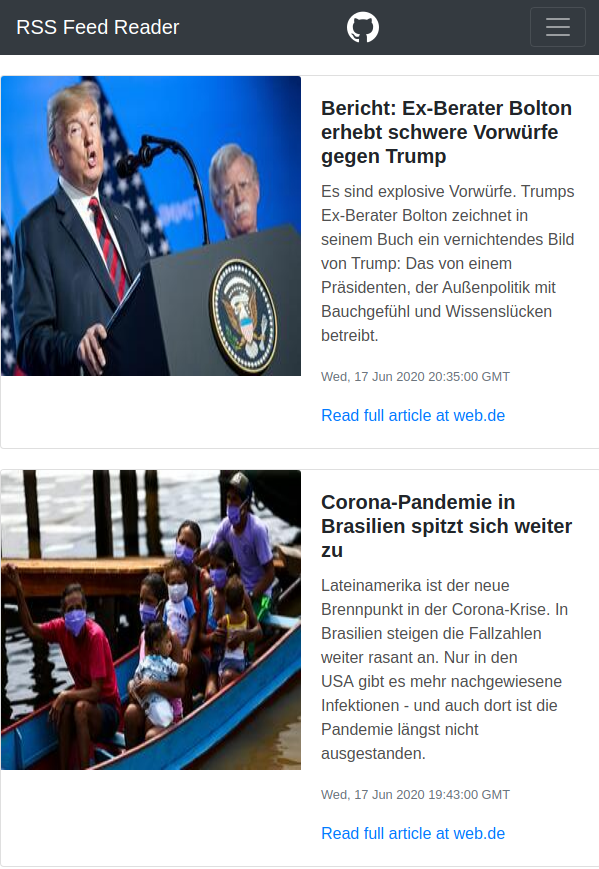 RSS Feed Reader
Bericht: Ex-Berater Bolton
erhebt schwere Vorwürfe
gegen Trump
Es sind explosive Vorwürfe. Trumps
Ex-Berater Bolton zeichnet in
seinem Buch ein vernichtendes Bild
von Trump: Das von einem
Präsidenten, der Außenpolitik mit
Bauchgefühl und Wissenslücken
betreibt.
Wed, 17 Jun 2020 20:35:00 GMT
Read full article at web.de
Corona-Pandemie in
Brasilien spitzt sich weiter
zu
Lateinamerika ist der neue
Brennpunkt in der Corona-Krise. In
Brasilien steigen die Fallzahlen
weiter rasant an. Nur in den
USA gibt es mehr nachgewiesene
Infektionen - und auch dort ist die
Pandemie längst nicht
ausgestanden.
Wed, 17 Jun 2020 19:43:00 GMT
Read full article at web.de